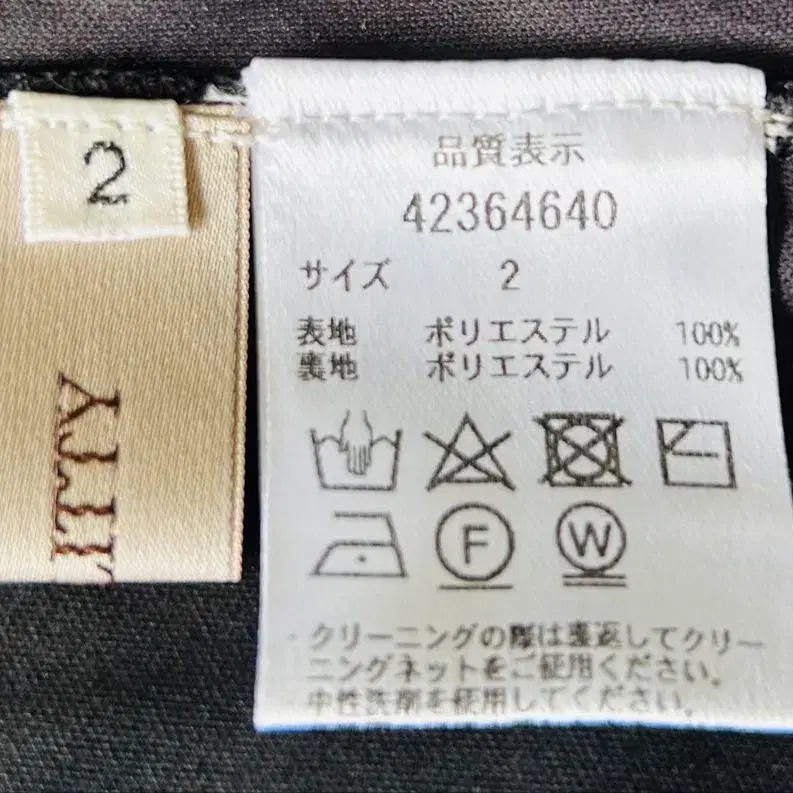 2
LITTY
品質表示
42364640
サイズ 2
表地 ポリエステル 100%
裏地 ポリエステル 100%
F W
・クリーニングの際は裏返してクリー
ニングネットをご使用ください。
中性洗剤を使用してください。